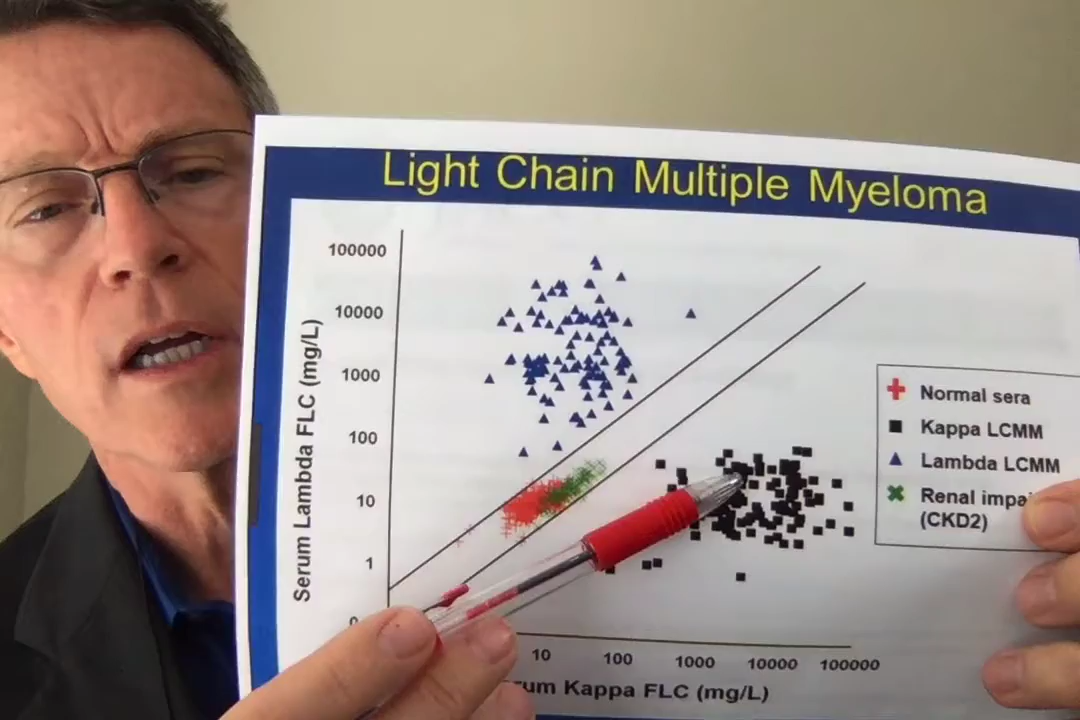 Light Chain Multiple Myeloma
100000
10000
1000
100
10
1
Serum Lambda FLC (mg/L)
Normal sera
Kappa LCMM
Lambda LCMM
Renal impai
(CKD2)
10
100
1000
10000
100000
rum Kappa FLC (mg/L)